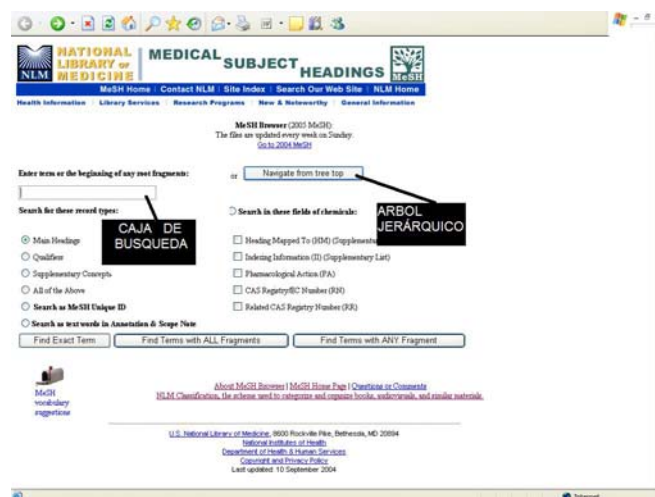 NATIONAL
LIBRARY OF
MEDICINE
NLM
MEDICAL
SUBJECT
HEADINGS
MeSH
MeSH Home | Contact NLM | Site Index | Search Our Web Site | NLM Home
Health Information | Library Services | Research Programs | New & Noteworthy | General Information
MeSH Browser (2005 MeSH):
The files are updated every week on Sunday.
Go to 2004 MeSH
Enter term or the beginning of any root fragments:
or
Navigate from tree top
Search for these record types:
Search in these fields of chemicals:
CAJA DE
BUSQUEDA
ARBOL
JERÁRQUICO
Main Headings
Heading Mapped To (HM) (Supplementa
Qualifiers
Indexing Information (II) (Supplementary List)
Supplementary Concepts
Pharmacological Action (PA)
All of the Above
CAS Registry/EC Number (RN)
Search as MeSH Unique ID
Related CAS Registry Number (RR)
Search as text words in Annotation & Scope Note
Find Exact Term
Find Terms with ALL Fragments
Find Terms with ANY Fragment
MeSH
vocabulary
suggestions
About MeSH Browser | MeSH Home Page | Questions or Comments
NLM Classification, the scheme used to categorize and organize books, audiovisuals, and similar materials.
U.S. National Library of Medicine, 8600 Rockville Pike, Bethesda, MD 20894
National Institutes of Health
Department of Health & Human Services
Copyright and Privacy Policy
Last updated: 10 September 2004
Internet